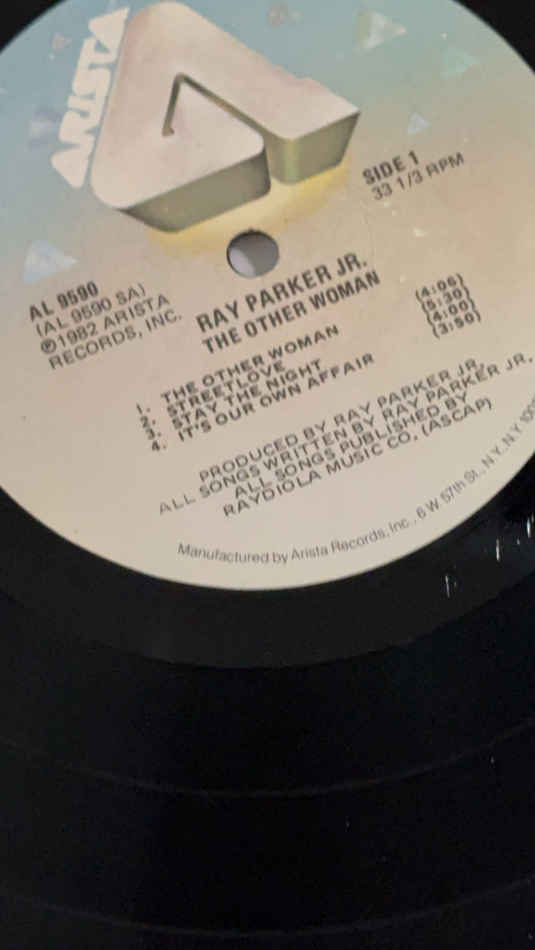 ARISTA
SIDE 1
33 1/3 RPM
AL 9590
(AL 9590 SA)
℗1982 ARISTA
RECORDS, INC.
RAY PARKER JR.
THE OTHER WOMAN
1. THE OTHER WOMAN (4:06)
2. STREETLOVE (5:30)
3. STAY THE NIGHT (4:00)
4. IT'S OUR OWN AFFAIR (3:50)
PRODUCED BY RAY PARKER JR.
ALL SONGS WRITTEN BY RAY PARKER JR.
ALL SONGS PUBLISHED BY
RAYDIOLA MUSIC CO. (ASCAP)
Manufactured by Arista Records, Inc., 6 W. 57th St., N.Y., N.Y.